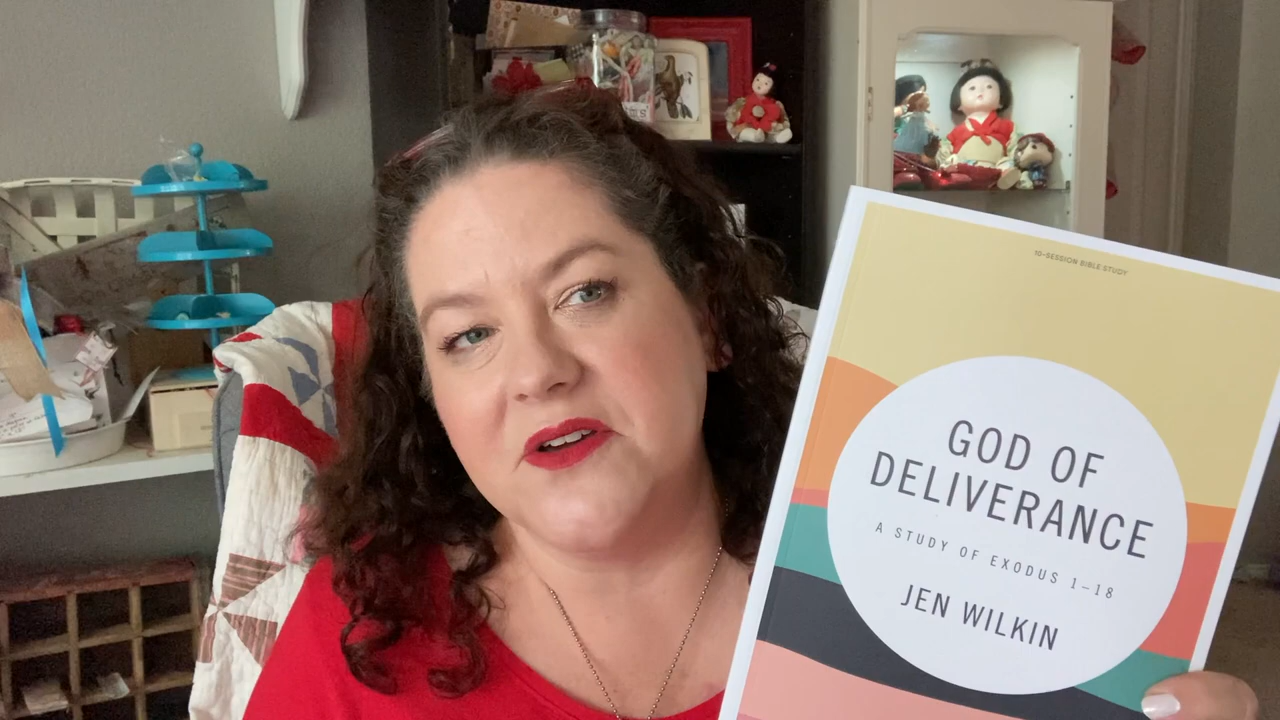 10-SESSION BIBLE STUDY
GOD OF
DELIVERANCE
A STUDY OF EXODUS 1–18
JEN WILKIN